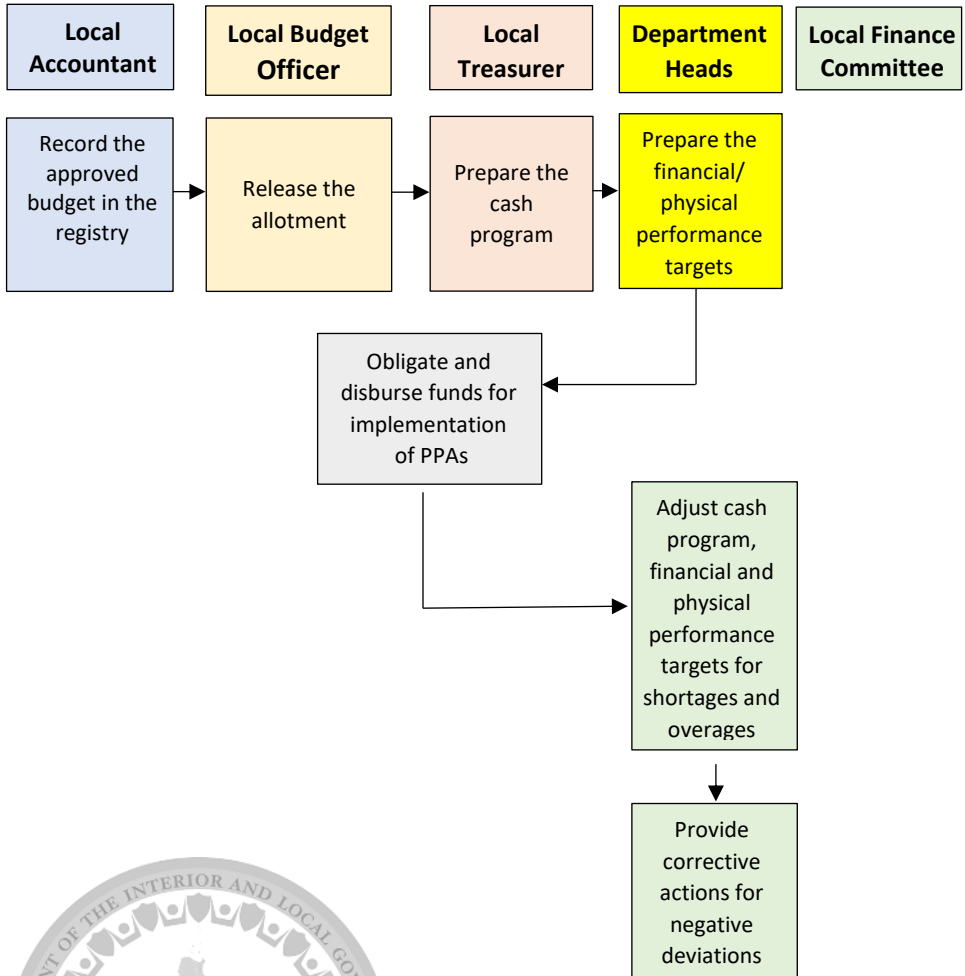 Local
Accountant
Local Budget
Officer
Local
Treasurer
Department
Heads
Local Finance
Committee
Record the
approved
budget in the
registry
Release the
allotment
Prepare the
cash
program
Prepare the
financial/
physical
performance
targets
Obligate and
disburse funds for
implementation
of PPAs
Adjust cash
program,
financial and
physical
performance
targets for
shortages and
overages
Provide
corrective
actions for
negative
deviations
OF THE INTERIOR AND LOCAL